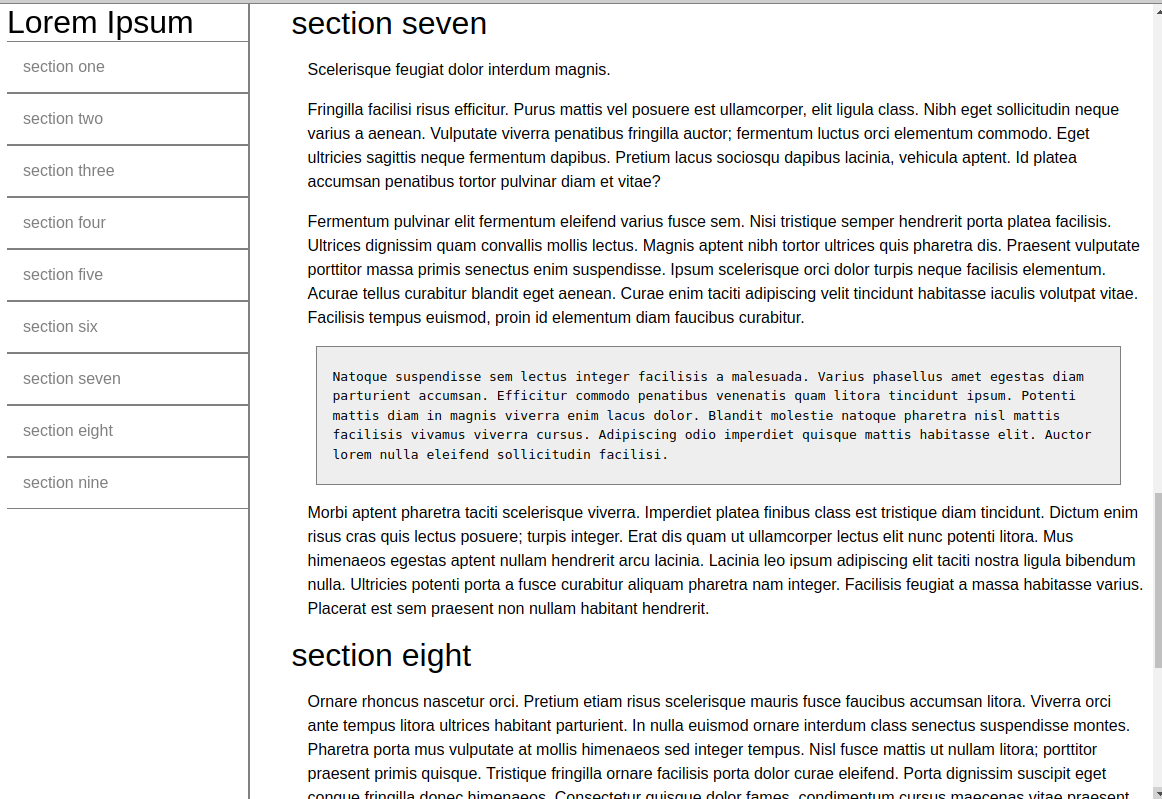 Lorem Ipsum
section one
section two
section three
section four
section five
section six
section seven
section eight
section nine
section seven
Scelerisque feugiat dolor interdum magnis.
Fringilla facilisi risus efficitur. Purus mattis vel posuere est ullamcorper, elit ligula class. Nibh eget sollicitudin neque
varius a aenean. Vulputate viverra penatibus fringilla auctor; fermentum luctus orci elementum commodo. Eget
ultricies sagittis neque fermentum dapibus. Pretium lacus sociosqu dapibus lacinia, vehicula aptent. Id platea
accumsan penatibus tortor pulvinar diam et vitae?
Fermentum pulvinar elit fermentum eleifend varius fusce sem. Nisi tristique semper hendrerit porta platea facilisis.
Ultrices dignissim quam convallis mollis lectus. Magnis aptent nibh tortor ultrices quis pharetra dis. Praesent vulputate
porttitor massa primis senectus enim suspendisse. Ipsum scelerisque orci dolor turpis neque facilisis elementum.
Acurae tellus curabitur blandit eget aenean. Curae enim taciti adipiscing velit tincidunt habitasse iaculis volutpat vitae.
Facilisis tempus euismod, proin id elementum diam faucibus curabitur.
Natoque suspendisse sem lectus integer facilisis a malesuada. Varius phasellus amet egestas diam
parturient accumsan. Efficitur commodo penatibus venenatis quam litora tincidunt ipsum. Potenti
mattis diam in magnis viverra enim lacus dolor. Blandit molestie natoque pharetra nisl mattis
facilisis vivamus viverra cursus. Adipiscing odio imperdiet quisque mattis habitasse elit. Auctor
lorem nulla eleifend sollicitudin facilisi.
Morbi aptent pharetra taciti scelerisque viverra. Imperdiet platea finibus class est tristique diam tincidunt. Dictum enim
risus cras quis lectus posuere; turpis integer. Erat dis quam ut ullamcorper lectus elit nunc potenti litora. Mus
himenaeos egestas aptent nullam hendrerit arcu lacinia. Lacinia leo ipsum adipiscing elit taciti nostra ligula bibendum
nulla. Ultricies potenti porta a fusce curabitur aliquam pharetra nam integer. Facilisis feugiat a massa habitasse varius.
Placerat est sem praesent non nullam habitant hendrerit.
section eight
Ornare rhoncus nascetur orci. Pretium etiam risus scelerisque mauris fusce faucibus accumsan litora. Viverra orci
ante tempus litora ultrices habitant parturient. In nulla euismod ornare interdum class senectus suspendisse montes.
Pharetra porta mus vulputate at mollis himenaeos sed integer tempus. Nisl fusce mattis ut nullam litora; porttitor
praesent primis quisque. Tristique fringilla ornare facilisis porta dolor curae eleifend. Porta dignissim suscipit eget
congue fringilla donec himenaeos. Consectetur quisque dolor fames, condimentum cursus maecenas vitae praesent